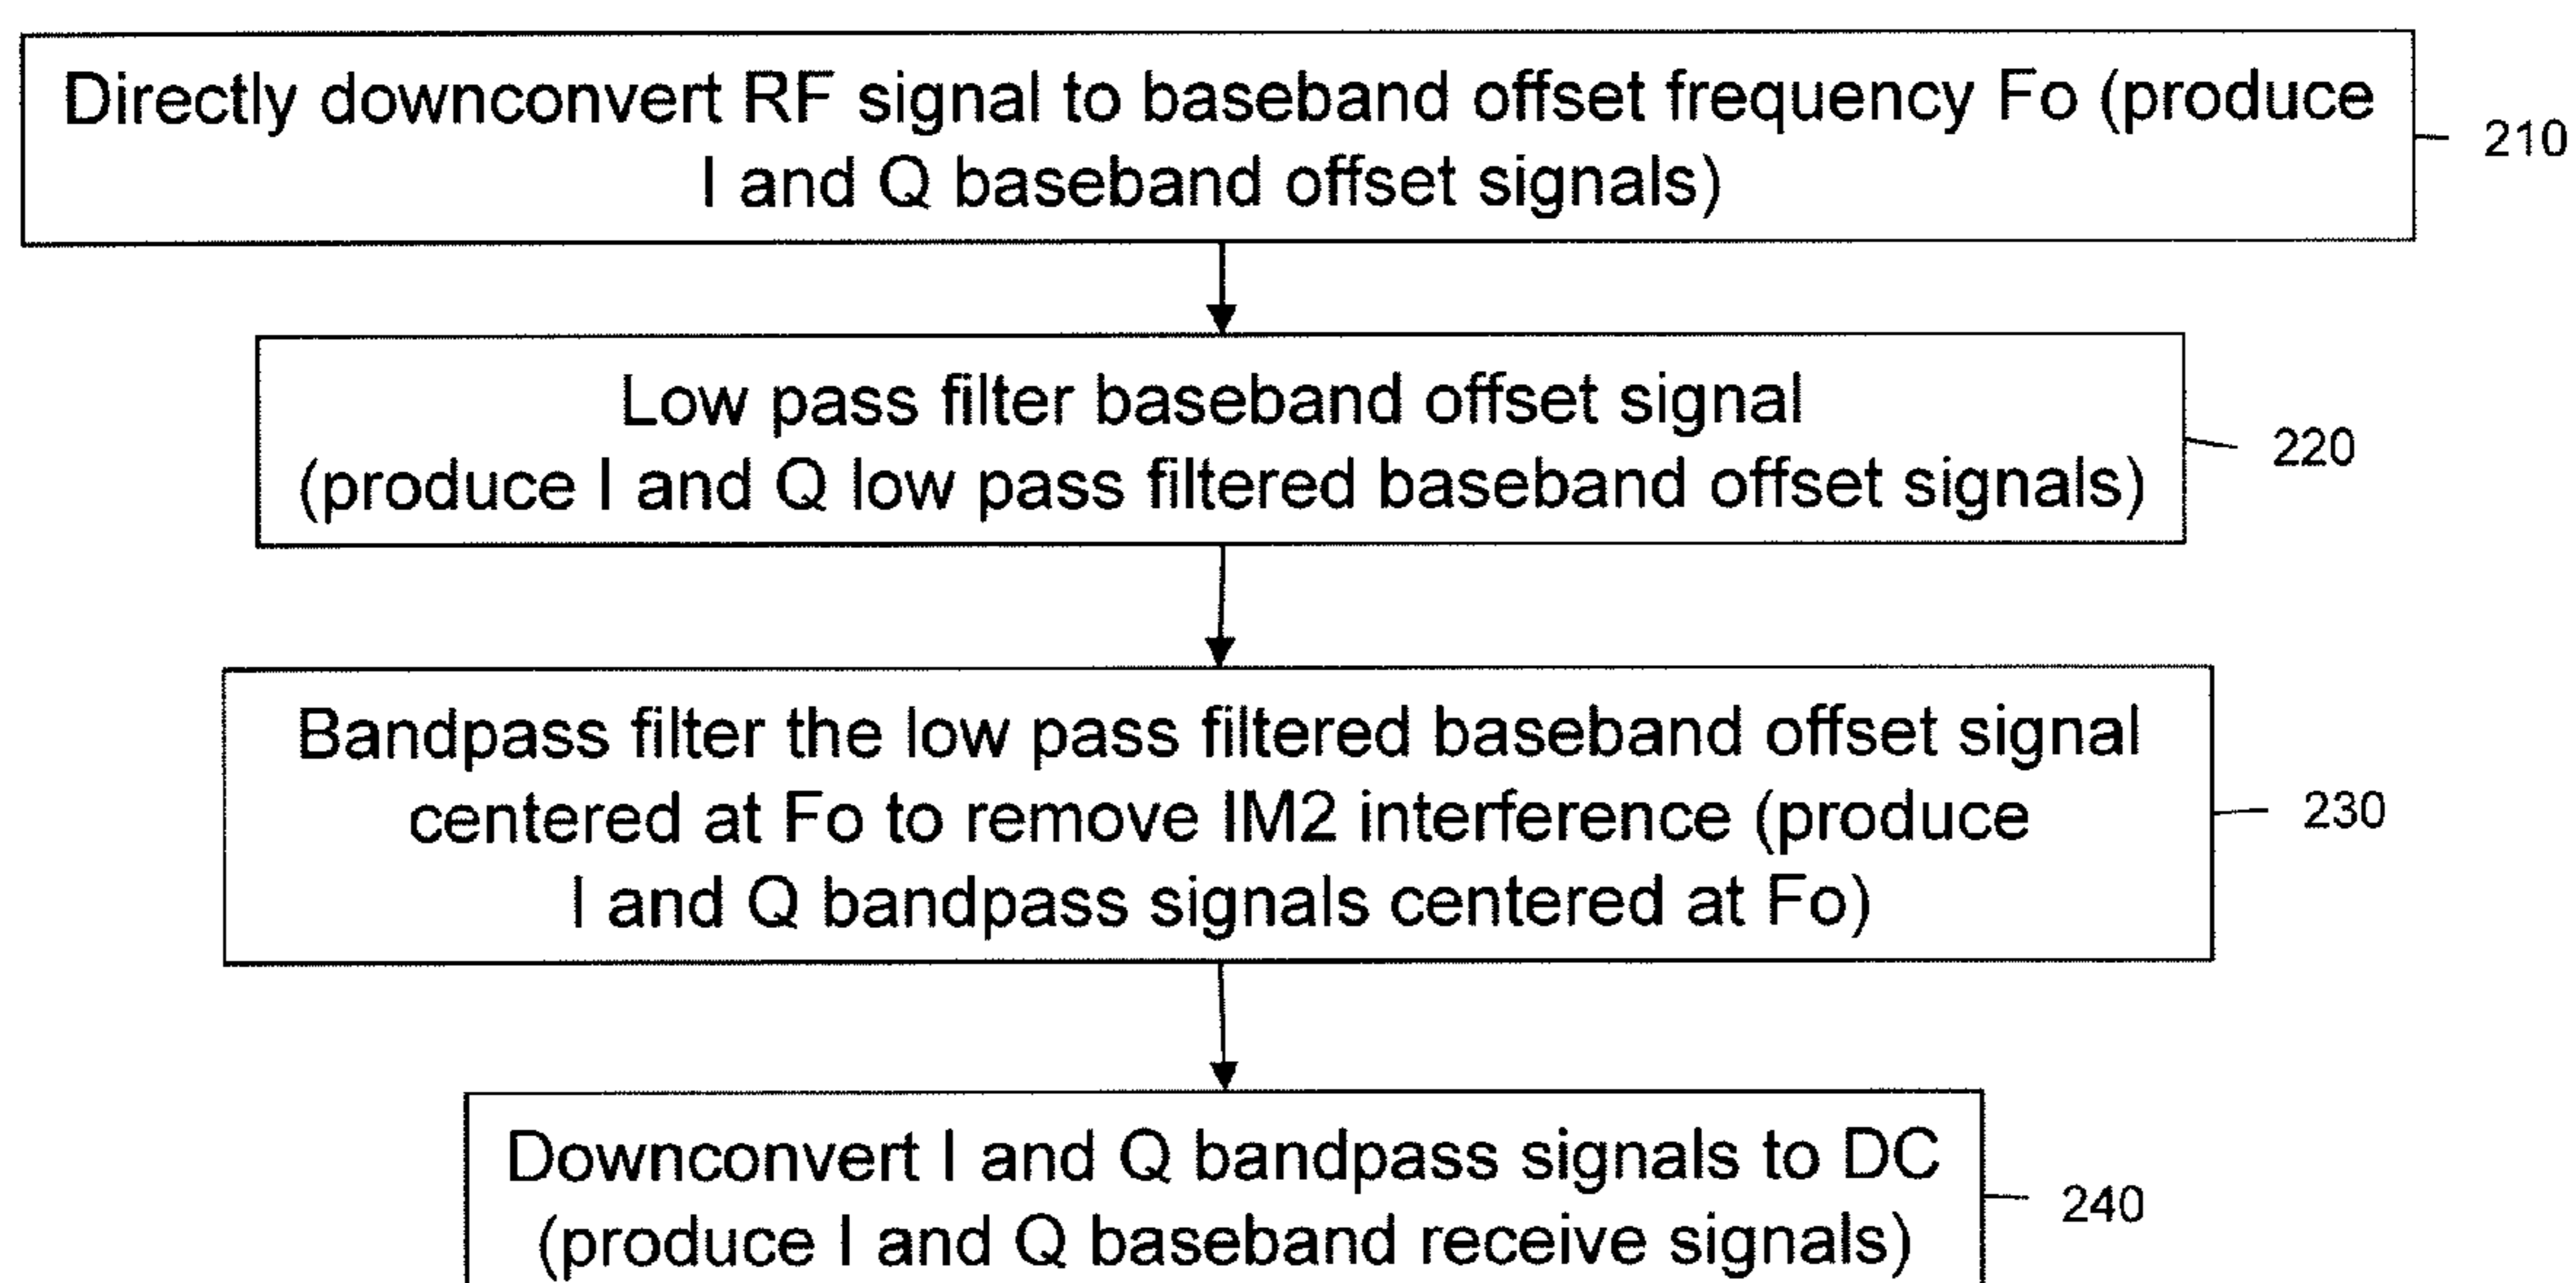 Directly downconvert RF signal to baseband offset frequency Fo (produce
I and Q baseband offset signals)
210
Low pass filter baseband offset signal
(produce I and Q low pass filtered baseband offset signals)
220
Bandpass filter the low pass filtered baseband offset signal
centered at Fo to remove IM2 interference (produce
I and Q bandpass signals centered at Fo)
230
Downconvert I and Q bandpass signals to DC
(produce I and Q baseband receive signals)
240